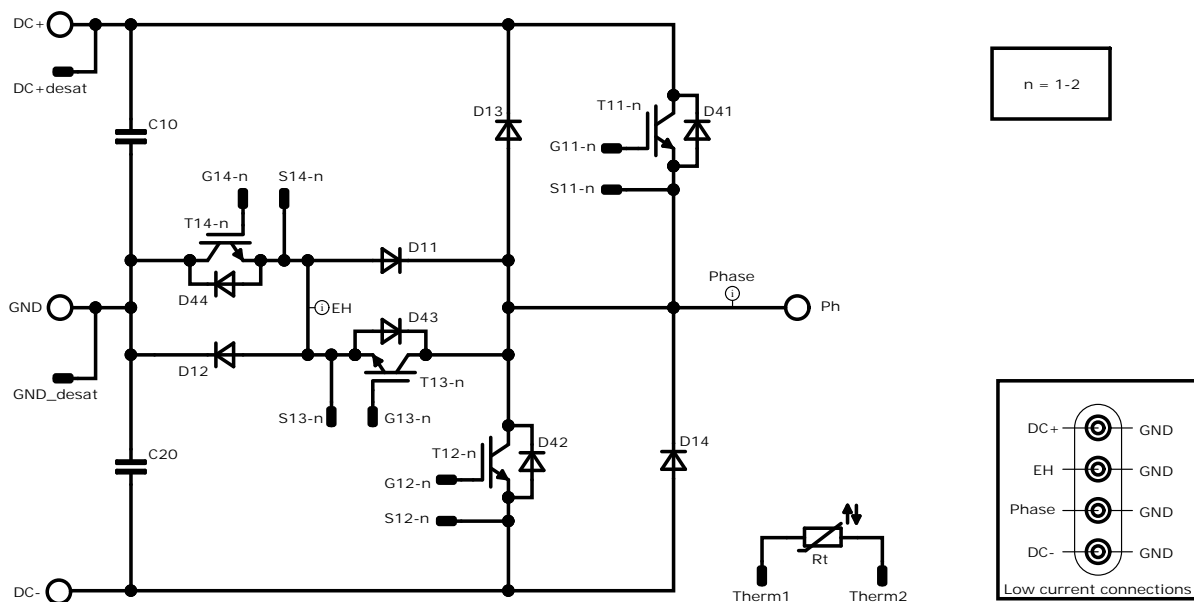 DC+
DC+desat
n = 1-2
D13
T11-n
D41
C10
G11-n
G14-n
S14-n
S11-n
T14-n
D11
Phase
i
D44
GND
i
EH
D43
Ph
D12
T13-n
GND_desat
S13-n
G13-n
DC+
GND
C20
T12-n
D42
D14
EH
GND
G12-n
Phase
GND
S12-n
DC-
GND
Rt
DC-
Therm1
Therm2
Low current connections